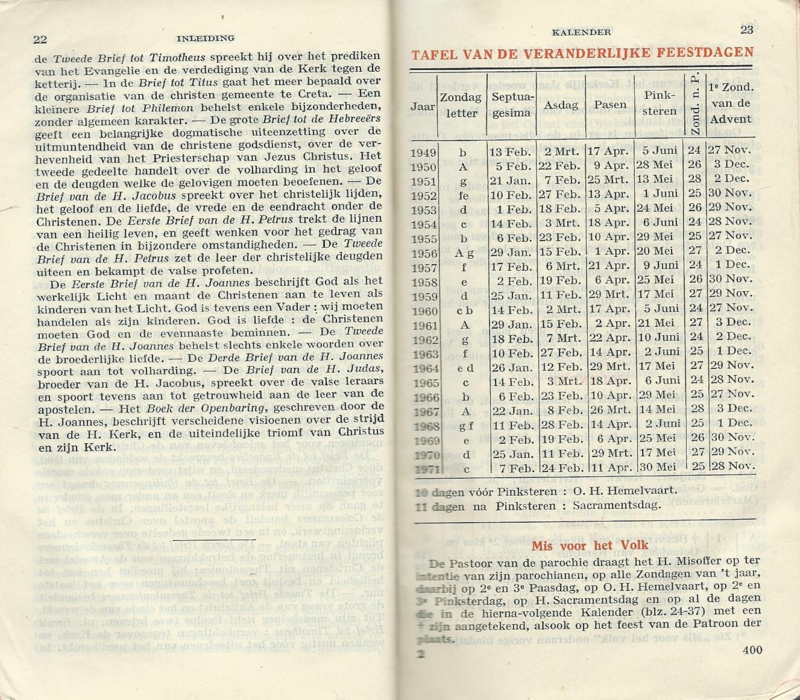 22 INLEIDING
de Tweede Brief tot Timotheus spreekt hij over het prediken
van het Evangelie en de verdediging van de Kerk tegen de
ketterij. — In de Brief tot Titus gaat het meer bepaald over
de organisatie van de christen gemeente te Creta. — Een
kleinere Brief tot Philemon behelst enkele bijzonderheden,
zonder algemeen karakter. — De grote Brief tot de Hebreeërs
geeft een belangrijke dogmatische uiteenzetting over de
uitmuntendheid van de christene godsdienst, over de ver-
hevenheid van het Priesterschap van Jezus Christus. Het
tweede gedeelte handelt over de volharding in het geloof
en de deugden welke de gelovigen moeten beoefenen. — De
Brief van de H. Jacobus spreekt over het christelijk lijden,
het geloof en de liefde, de vrede en de eendracht onder de
Christenen. De Eerste Brief van de H. Petrus trekt de lijnen
van een heilig leven, en geeft wenken voor het gedrag van
de Christenen in bijzondere omstandigheden. — De Tweede
Brief van de H. Petrus zet de leer der christelijke deugden
uiteen en bekampt de valse profeten.
De Eerste Brief van de H. Joannes beschrijft God als het
werkelijk Licht en maant de Christenen aan te leven als
kinderen van het Licht. God is tevens een Vader : wij moeten
handelen als zijn kinderen. God is liefde : de Christenen
moeten God en de evennaaste beminnen. — De Tweede
Brief van de H. Joannes behelst slechts enkele woorden over
de broederlijke liefde. — De Derde Brief van de H. Joannes
spoort aan tot volharding. — De Brief van de H. Judas,
broeder van de H. Jacobus, spreekt over de valse leraars
en spoort tevens aan tot getrouwheid aan de leer van de
apostelen. — Het Boek der Openbaring, geschreven door de
H. Joannes, beschrijft verscheidene visioenen over de strijd
van de H. Kerk, en de uiteindelijke triomf van Christus
en zijn Kerk.
KALENDER 23
TAFEL VAN DE VERANDERLIJKE FEESTDAGEN
Jaar Zondag letter Septua- gesima Asdag Pasen Pink- steren Zond. n. P. 1e Zond. van de Advent
1949 b 13 Feb. 2 Mrt. 17 Apr. 5 Juni 24 27 Nov.
1950 A 5 Feb. 22 Feb. 9 Apr. 28 Mei 26 3 Dec.
1951 g 21 Jan. 7 Feb. 25 Mrt. 13 Mei 28 2 Dec.
1952 fe 10 Feb. 27 Feb. 13 Apr. 1 Juni 25 30 Nov.
1953 d 1 Feb. 18 Feb. 5 Apr. 24 Mei 26 29 Nov.
1954 c 14 Feb. 3 Mrt. 18 Apr. 6 Juni 24 28 Nov.
1955 b 6 Feb. 23 Feb. 10 Apr. 29 Mei 25 27 Nov.
1956 A g 29 Jan. 15 Feb. 1 Apr. 20 Mei 27 2 Dec.
1957 f 17 Feb. 6 Mrt. 21 Apr. 9 Juni 24 1 Dec.
1958 e 2 Feb. 19 Feb. 6 Apr. 25 Mei 26 30 Nov.
1959 d 25 Jan. 11 Feb. 29 Mrt. 17 Mei 27 29 Nov.
1960 c b 14 Feb. 2 Mrt. 17 Apr. 5 Juni 24 27 Nov.
1961 A 29 Jan. 15 Feb. 2 Apr. 21 Mei 27 3 Dec.
1962 g 18 Feb. 7 Mrt. 22 Apr. 10 Juni 24 2 Dec.
1963 f 10 Feb. 27 Feb. 14 Apr. 2 Juni 25 1 Dec.
1964 e d 26 Jan. 12 Feb. 29 Mrt. 17 Mei 27 29 Nov.
1965 c 14 Feb. 3 Mrt. 18 Apr. 6 Juni 24 28 Nov.
1966 b 6 Feb. 23 Feb. 10 Apr. 29 Mei 25 27 Nov.
1967 A 22 Jan. 8 Feb. 26 Mrt. 14 Mei 28 3 Dec.
1968 g f 11 Feb. 28 Feb. 14 Apr. 2 Juni 25 1 Dec.
1969 e 2 Feb. 19 Feb. 6 Apr. 25 Mei 26 30 Nov.
1970 d 25 Jan. 11 Feb. 29 Mrt. 17 Mei 27 29 Nov.
1971 c 7 Feb. 24 Feb. 11 Apr. 30 Mei 25 28 Nov.
10 dagen vóór Pinksteren : O. H. Hemelvaart.
11 dagen na Pinksteren : Sacramentsdag.
Mis voor het Volk
De Pastoor van de parochie draagt het H. Misoffer op ter
intentie van zijn parochianen, op alle Zondagen van 't jaar,
daarbij op 2e en 3e Paasdag, op O. H. Hemelvaart, op 2e en
3e Pinksterdag, op H. Sacramentsdag en op al de dagen
die in de hierna-volgende Kalender (blz. 24-37) met een
† zijn aangetekend, alsook op het feest van de Patroon der
plaats.
2 400